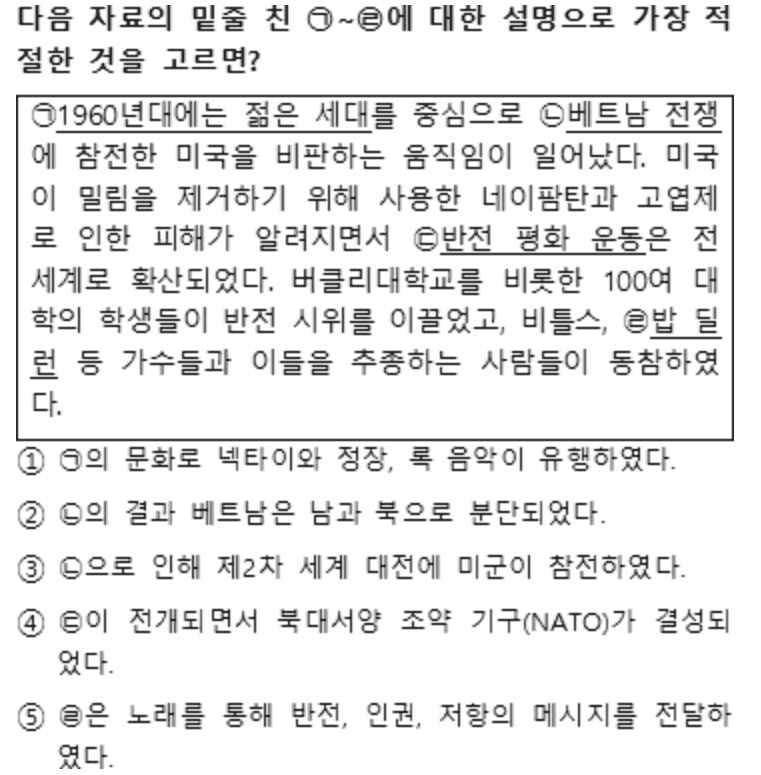 다음 자료의 밑줄 친 ㉠~㉣에 대한 설명으로 가장 적
절한 것을 고르면?
㉠1960년대에는 젊은 세대를 중심으로 ㉡베트남 전쟁
에 참전한 미국을 비판하는 움직임이 일어났다. 미국
이 밀림을 제거하기 위해 사용한 네이팜탄과 고엽제
로 인한 피해가 알려지면서 ㉢반전 평화 운동은 전
세계로 확산되었다. 버클리대학교를 비롯한 100여 대
학의 학생들이 반전 시위를 이끌었고, 비틀스, ㉣밥 딜
런 등 가수들과 이들을 추종하는 사람들이 동참하였
다.
① ㉠의 문화로 넥타이와 정장, 록 음악이 유행하였다.
② ㉡의 결과 베트남은 남과 북으로 분단되었다.
③ ㉡으로 인해 제2차 세계 대전에 미군이 참전하였다.
④ ㉢이 전개되면서 북대서양 조약 기구(NATO)가 결성되
었다.
⑤ ㉣은 노래를 통해 반전, 인권, 저항의 메시지를 전달하
였다.